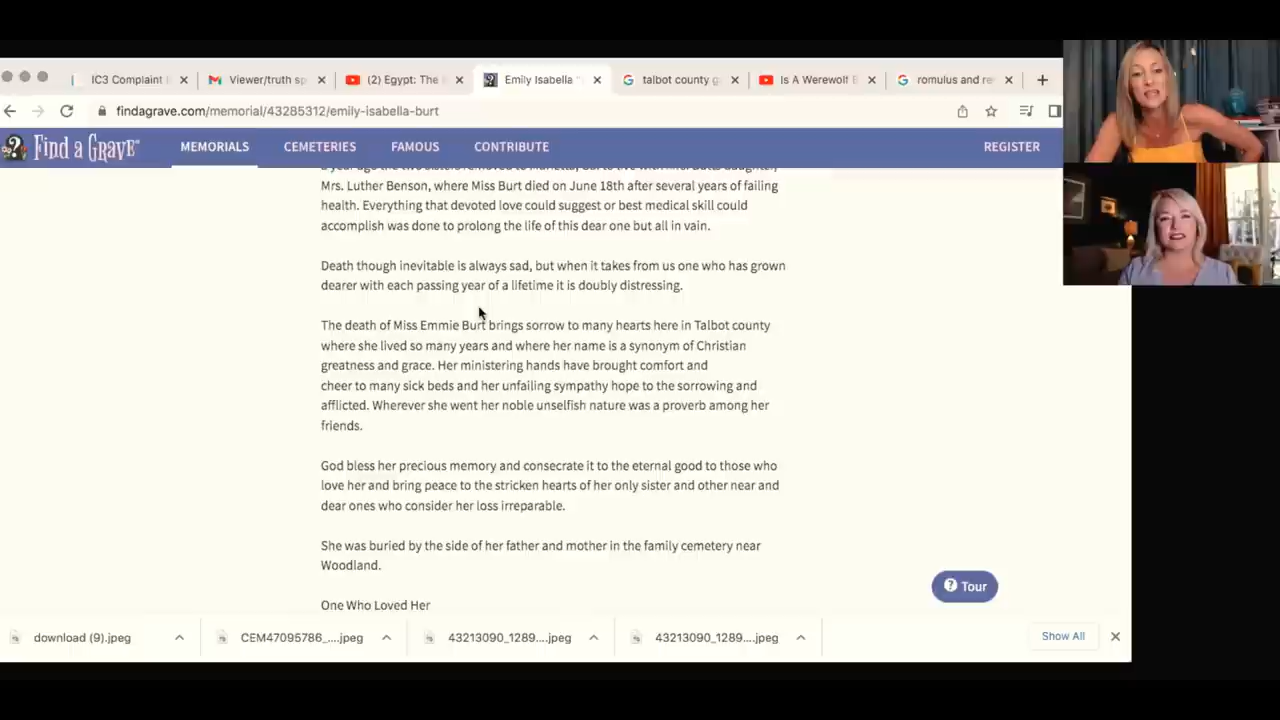 IC3 Complaint
Viewer/truth sp
(2) Egypt: The
Emily Isabella "
talbot county g
Is A Werewolf
romulus and re
findagrave.com/memorial/43285312/emily-isabella-burt
Find a Grave
MEMORIALS
CEMETERIES
FAMOUS
CONTRIBUTE
REGISTER
Mrs. Luther Benson, where Miss Burt died on June 18th after several years of failing
health. Everything that devoted love could suggest or best medical skill could
accomplish was done to prolong the life of this dear one but all in vain.
Death though inevitable is always sad, but when it takes from us one who has grown
dearer with each passing year of a lifetime it is doubly distressing.
The death of Miss Emmie Burt brings sorrow to many hearts here in Talbot county
where she lived so many years and where her name is a synonym of Christian
greatness and grace. Her ministering hands have brought comfort and
cheer to many sick beds and her unfailing sympathy hope to the sorrowing and
afflicted. Wherever she went her noble unselfish nature was a proverb among her
friends.
God bless her precious memory and consecrate it to the eternal good to those who
love her and bring peace to the stricken hearts of her only sister and other near and
dear ones who consider her loss irreparable.
She was buried by the side of her father and mother in the family cemetery near
Woodland.
Tour
One Who Loved Her
download (9).jpeg
CEM47095786_....jpeg
43213090_1289....jpeg
43213090_1289....jpeg
Show All